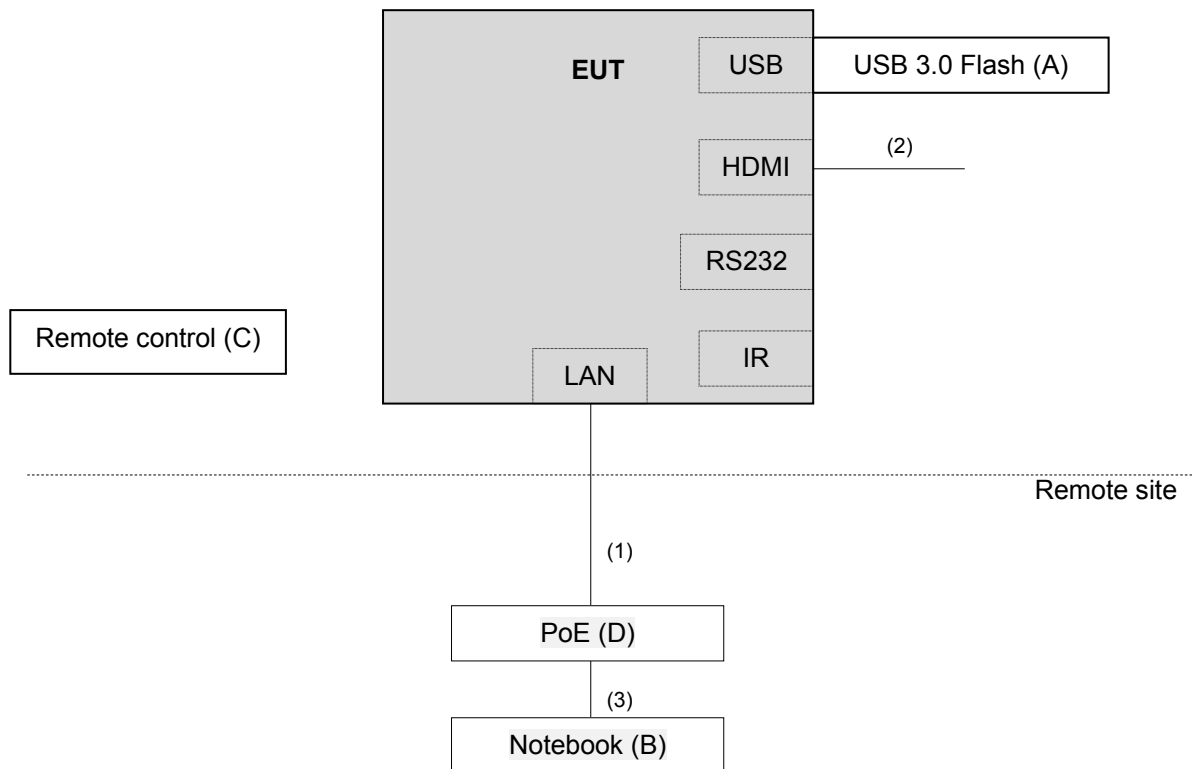 EUT
USB
USB 3.0 Flash (A)
HDMI
(2)
RS232
Remote control (C)
IR
LAN
Remote site
(1)
PoE (D)
(3)
Notebook (B)